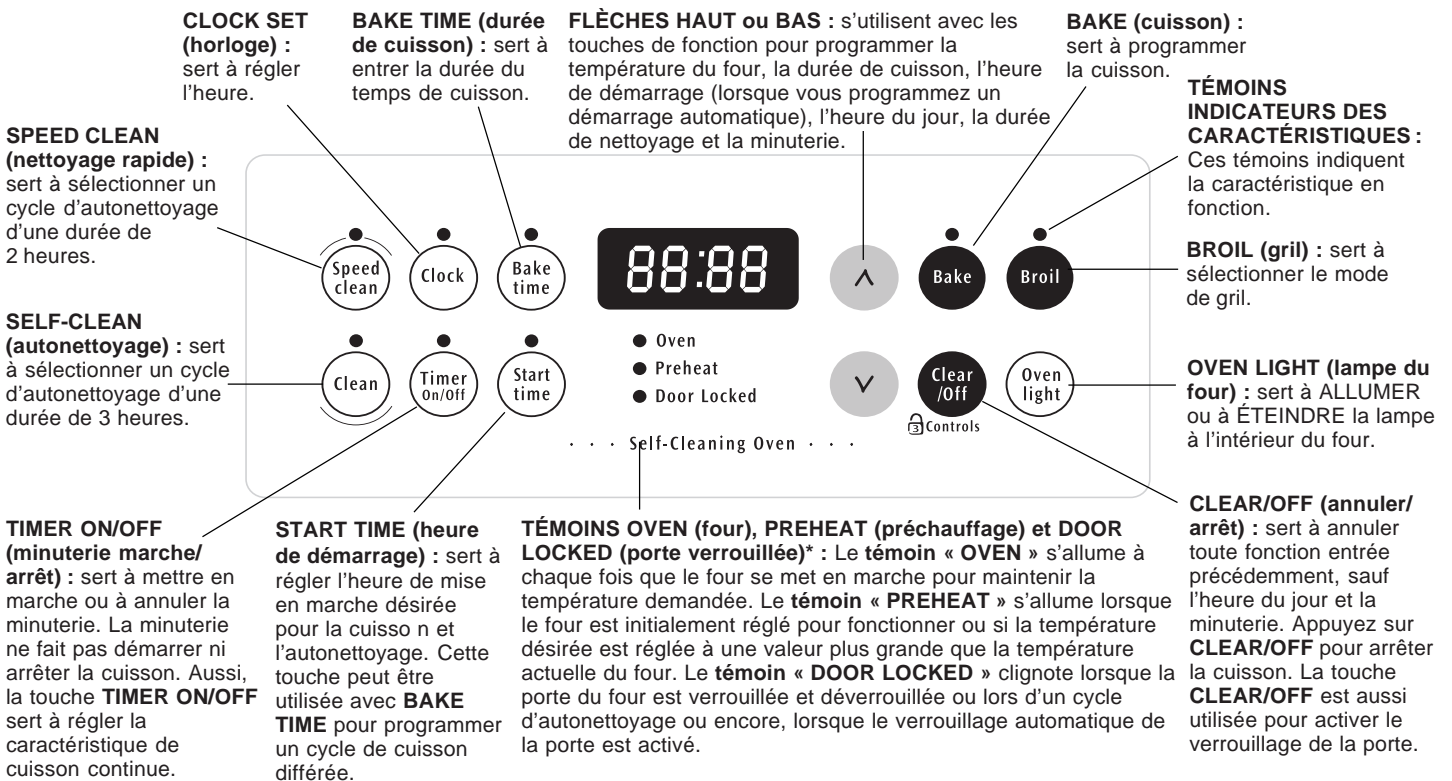 CLOCK SET
(horloge) :
sert à régler
l'heure.
BAKE TIME (durée
de cuisson) : sert à
entrer la durée du
temps de cuisson.
FLÈCHES HAUT ou BAS : s'utilisent avec les
touches de fonction pour programmer la
température du four, la durée de cuisson, l'heure
de démarrage (lorsque vous programmez un
démarrage automatique), l'heure du jour, la durée
de nettoyage et la minuterie.
BAKE (cuisson) :
sert à programmer
la cuisson.
TÉMOINS
INDICATEURS DES
CARACTÉRISTIQUES :
Ces témoins indiquent
la caractéristique en
fonction.
SPEED CLEAN
(nettoyage rapide) :
sert à sélectionner un
cycle d'autonettoyage
d'une durée de
2 heures.
BROIL (gril) : sert à
sélectionner le mode
de gril.
SELF-CLEAN
(autonettoyage) : sert
à sélectionner un cycle
d'autonettoyage d'une
durée de 3 heures.
Speed
clean
Clock
Bake
time
88:88
Bake
Broil
Clean
Timer
On/Off
Start
time
Oven
Preheat
Door Locked
Clear
/Off
3 Controls
Oven
light
· · · Self-Cleaning Oven · · ·
OVEN LIGHT (lampe du
four) : sert à ALLUMER
ou à ÉTEINDRE la lampe
à l'intérieur du four.
TIMER ON/OFF
(minuterie marche/
arrêt) : sert à mettre en
marche ou à annuler la
minuterie. La minuterie
ne fait pas démarrer ni
arrêter la cuisson. Aussi,
la touche TIMER ON/OFF
sert à régler la
caractéristique de
cuisson continue.
START TIME (heure
de démarrage) : sert à
régler l'heure de mise
en marche désirée
pour la cuisso n et
l'autonettoyage. Cette
touche peut être
utilisée avec BAKE
TIME pour programmer
un cycle de cuisson
différée.
TÉMOINS OVEN (four), PREHEAT (préchauffage) et DOOR
LOCKED (porte verrouillée)* : Le témoin « OVEN » s'allume à
chaque fois que le four se met en marche pour maintenir la
température demandée. Le témoin « PREHEAT » s'allume lorsque
le four est initialement réglé pour fonctionner ou si la température
désirée est réglée à une valeur plus grande que la température
actuelle du four. Le témoin « DOOR LOCKED » clignote lorsque la
porte du four est verrouillée et déverrouillée ou lors d'un cycle
d'autonettoyage ou encore, lorsque le verrouillage automatique de
la porte est activé.
CLEAR/OFF (annuler/
arrêt) : sert à annuler
toute fonction entrée
précédemment, sauf
l'heure du jour et la
minuterie. Appuyez sur
CLEAR/OFF pour arrêter
la cuisson. La touche
CLEAR/OFF est aussi
utilisée pour activer le
verrouillage de la porte.